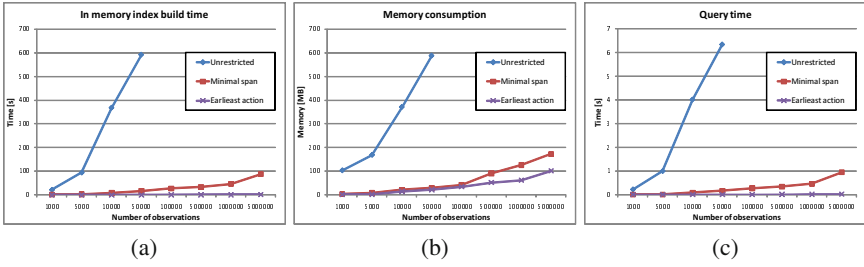 In memory index build time
700
600
500
400
300
200
100
0
Time [s]
Unrestricted
Minimal span
Earlieast action
1000 5000 10000 50000 100000 500000 1000000 5000000
Number of observations
(a)
Memory consumption
700
600
500
400
300
200
100
0
Memory [MB]
Unrestricted
Minimal span
Earlieast action
1000 5000 10000 50000 100000 500000 1000000 5000000
Number of observations
(b)
Query time
7
6
5
4
3
2
1
0
Time [s]
Unrestricted
Minimal span
Earlieast action
1000 5000 10000 50000 100000 500000 1000000 5000000
Number of observations
(c)